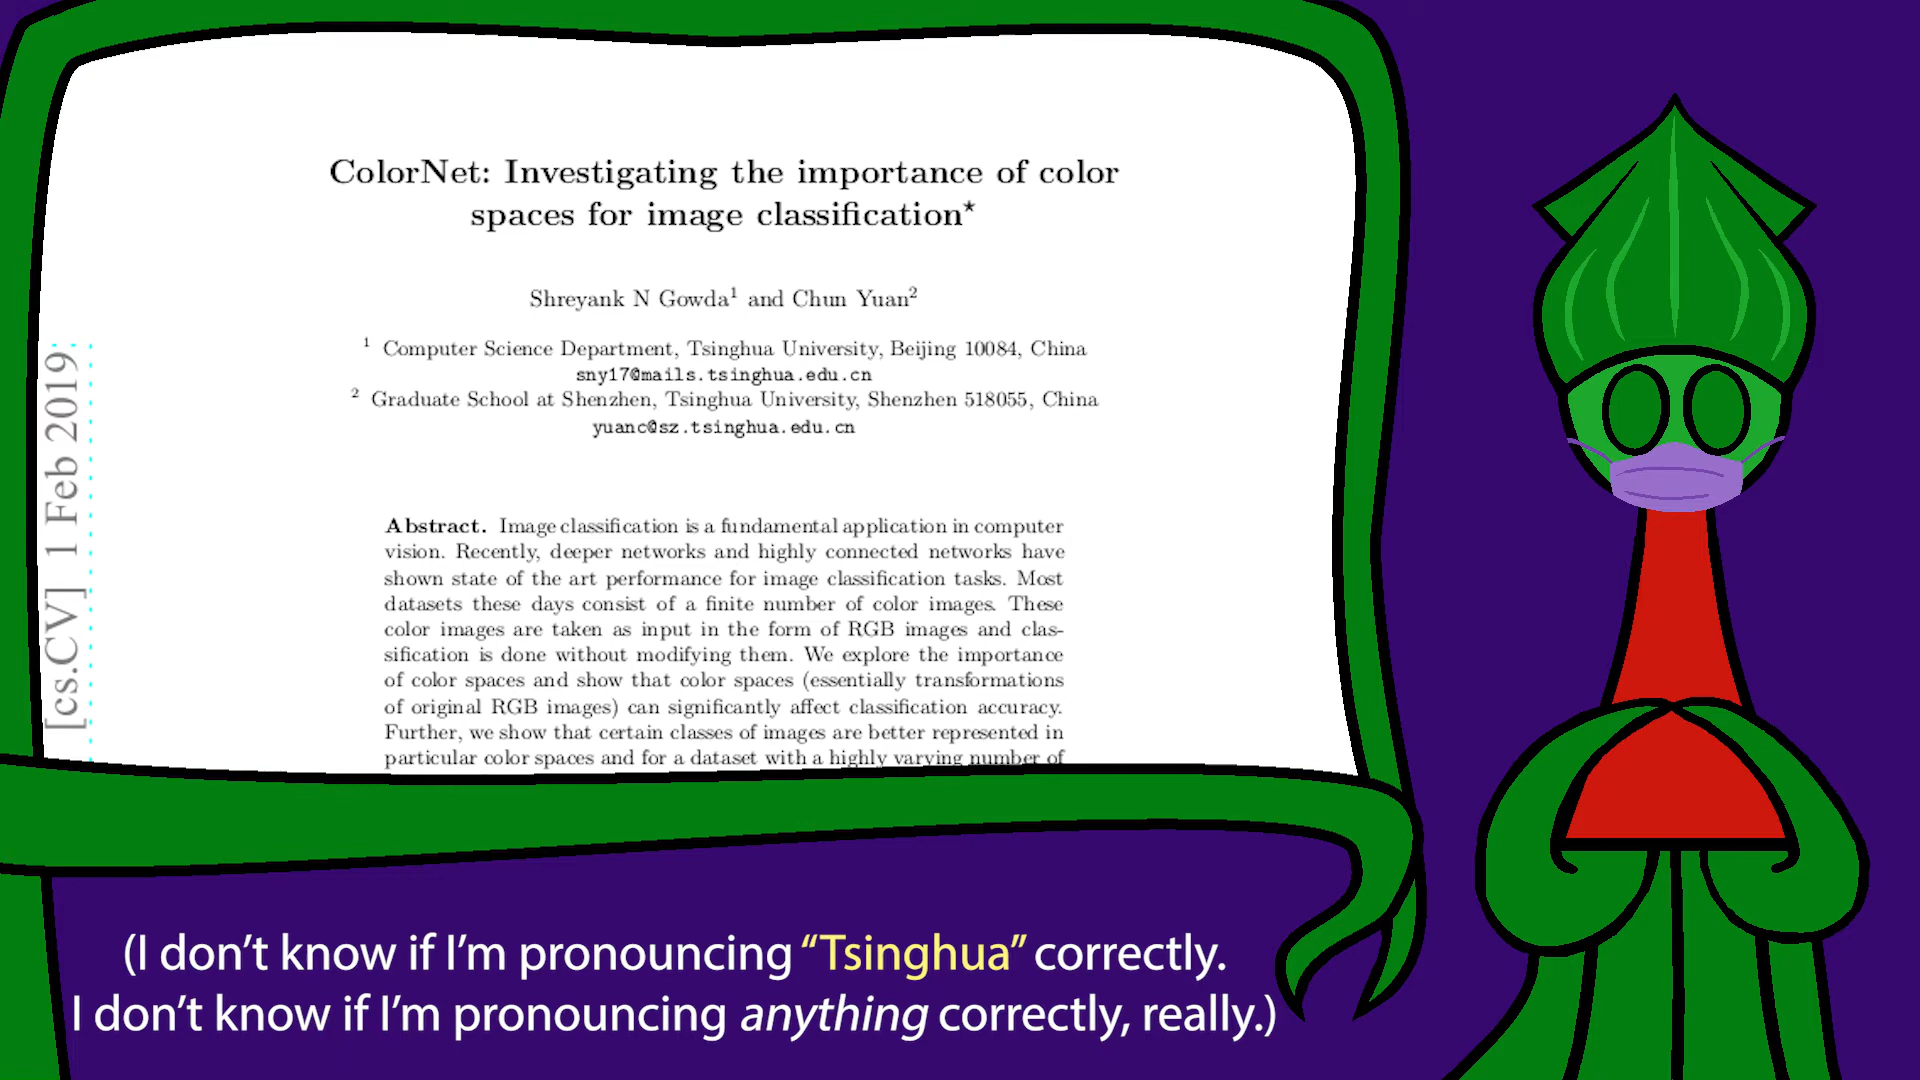 ColorNet: Investigating the importance of color
spaces for image classification*
Shreyank N Gowda1 and Chun Yuan2
1 Computer Science Department, Tsinghua University, Beijing 10084, China
sny17@mails.tsinghua.edu.cn
2 Graduate School at Shenzhen, Tsinghua University, Shenzhen 518055, China
yuanc@sz.tsinghua.edu.cn
[cs.CV] 1 Feb 2019
Abstract. Image classification is a fundamental application in computer
vision. Recently, deeper networks and highly connected networks have
shown state of the art performance for image classification tasks. Most
datasets these days consist of a finite number of color images. These
color images are taken as input in the form of RGB images and clas-
sification is done without modifying them. We explore the importance
of color spaces and show that color spaces (essentially transformations
of original RGB images) can significantly affect classification accuracy.
Further, we show that certain classes of images are better represented in
particular color spaces and for a dataset with a highly varying number of
(I don’t know if I’m pronouncing “Tsinghua” correctly.
I don’t know if I’m pronouncing anything correctly, really.)